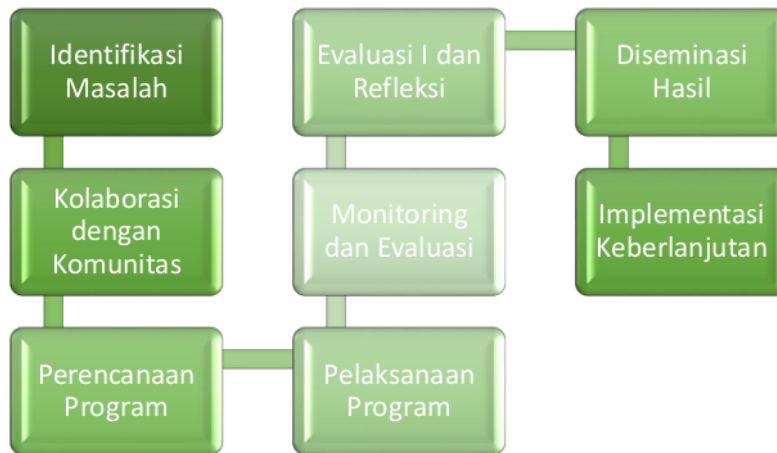 Identifikasi
Masalah
Kolaborasi
dengan
Komunitas
Perencanaan
Program
Pelaksanaan
Program
Monitoring
dan Evaluasi
Evaluasi I dan
Refleksi
Diseminasi
Hasil
Implementasi
Keberlanjutan